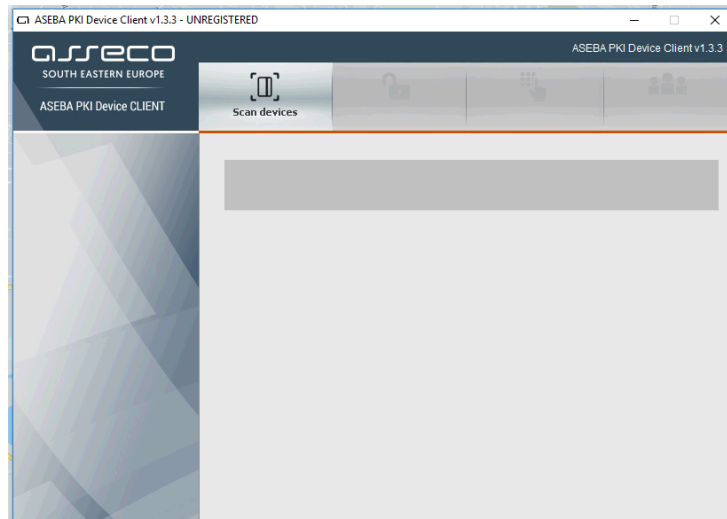 ASEBA PKI Device Client v1.3.3 - UNREGISTERED
asseco
SOUTH EASTERN EUROPE
ASEBA PKI Device CLIENT
ASEBA PKI Device Client v1.3.3
Scan devices